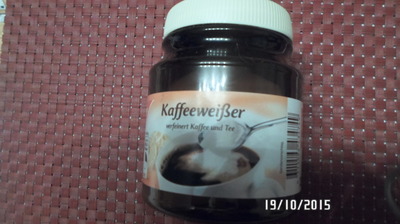 Kaffeeweißer
verfeinert Kaffee und Tee
19/10/2015